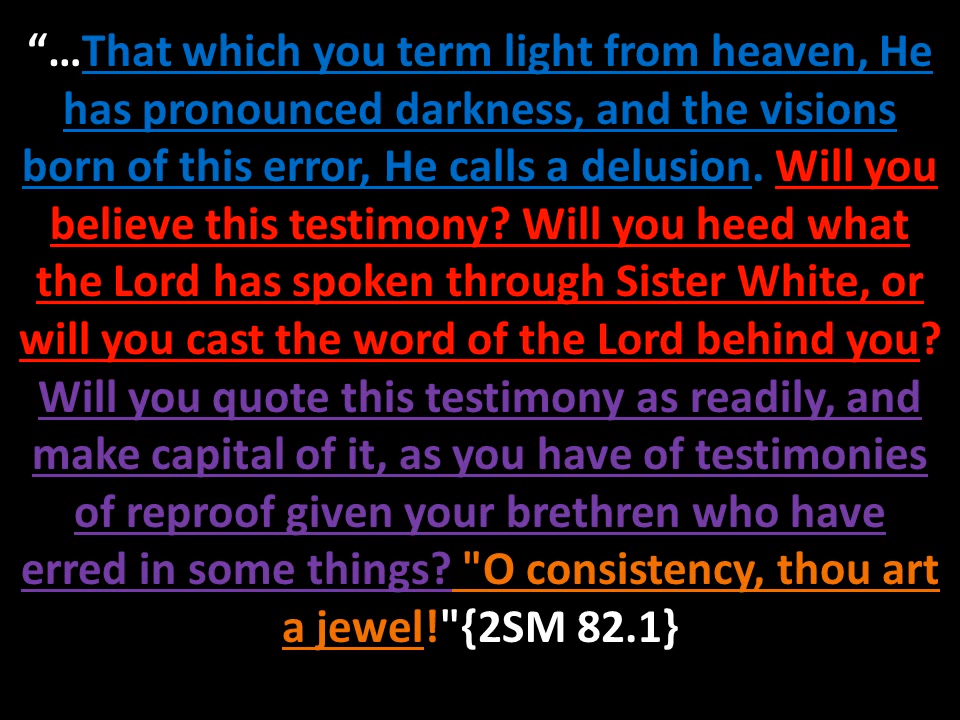 “...That which you term light from heaven, He
has pronounced darkness, and the visions
born of this error, He calls a delusion. Will you
believe this testimony? Will you heed what
the Lord has spoken through Sister White, or
will you cast the word of the Lord behind you?
Will you quote this testimony as readily, and
make capital of it, as you have of testimonies
of reproof given your brethren who have
erred in some things? "O consistency, thou art
a jewel!"{2SM 82.1}